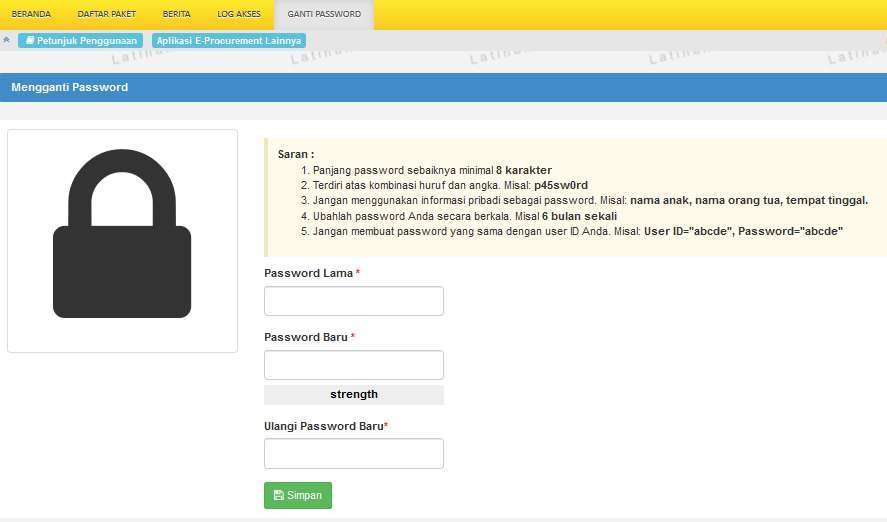 BERANDA DAFTAR PAKET BERITA LOG AKSES GANTI PASSWORD
Petunjuk Penggunaan Aplikasi E-Procurement Lainnya
Mengganti Password
Saran :
1. Panjang password sebaiknya minimal 8 karakter
2. Terdiri atas kombinasi huruf dan angka. Misal: p45sw0rd
3. Jangan menggunakan informasi pribadi sebagai password. Misal: nama anak, nama orang tua, tempat tinggal.
4. Ubahlah password Anda secara berkala. Misal 6 bulan sekali
5. Jangan membuat password yang sama dengan user ID Anda. Misal: User ID="abcde", Password="abcde"
Password Lama *
Password Baru *
strength
Ulangi Password Baru*
Simpan